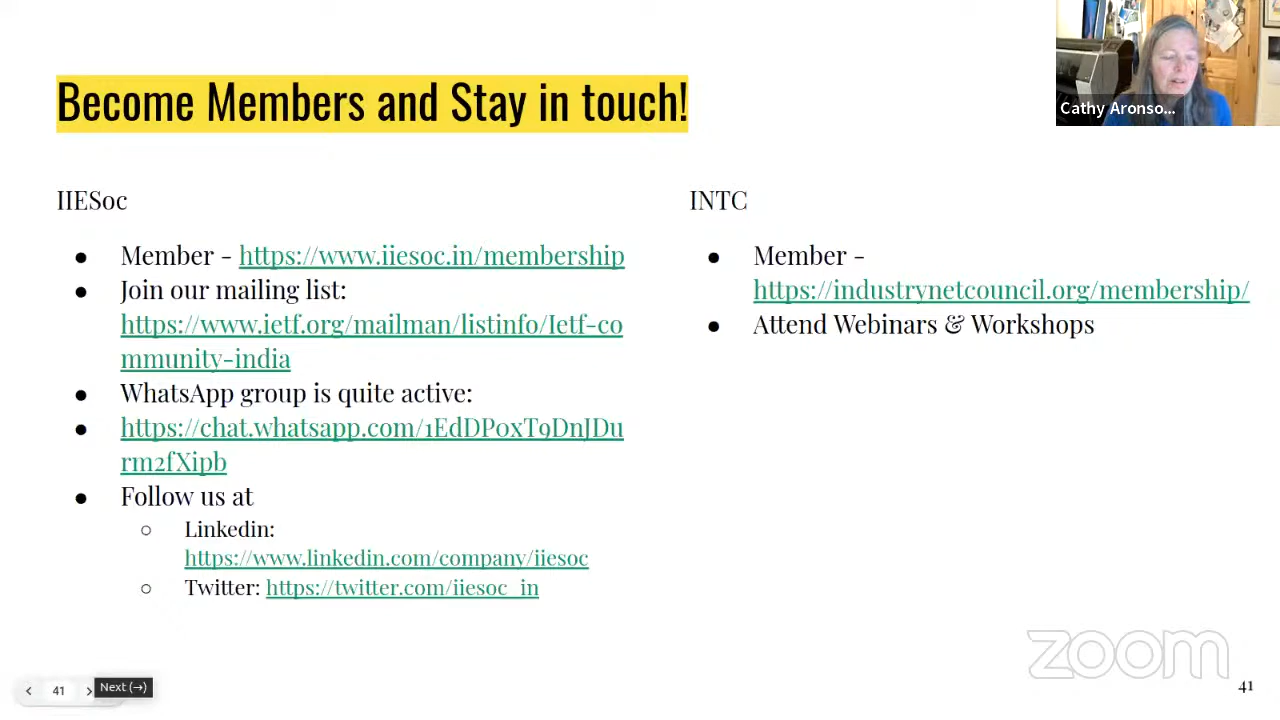 Become Members and Stay in touch!
Cathy Aronso...
IIESoc
● Member - https://www.iiesoc.in/membership
● Join our mailing list:
https://www.ietf.org/mailman/listinfo/Ietf-co
mmunity-india
● WhatsApp group is quite active:
● https://chat.whatsapp.com/1EdDP0xT9DnJDu
rm2fXipb
● Follow us at
○ Linkedin:
https://www.linkedin.com/company/iiesoc
○ Twitter: https://twitter.com/iiesoc_in
INTC
● Member -
https://industrynetcouncil.org/membership/
● Attend Webinars & Workshops
zoom
41
Next (→)
41